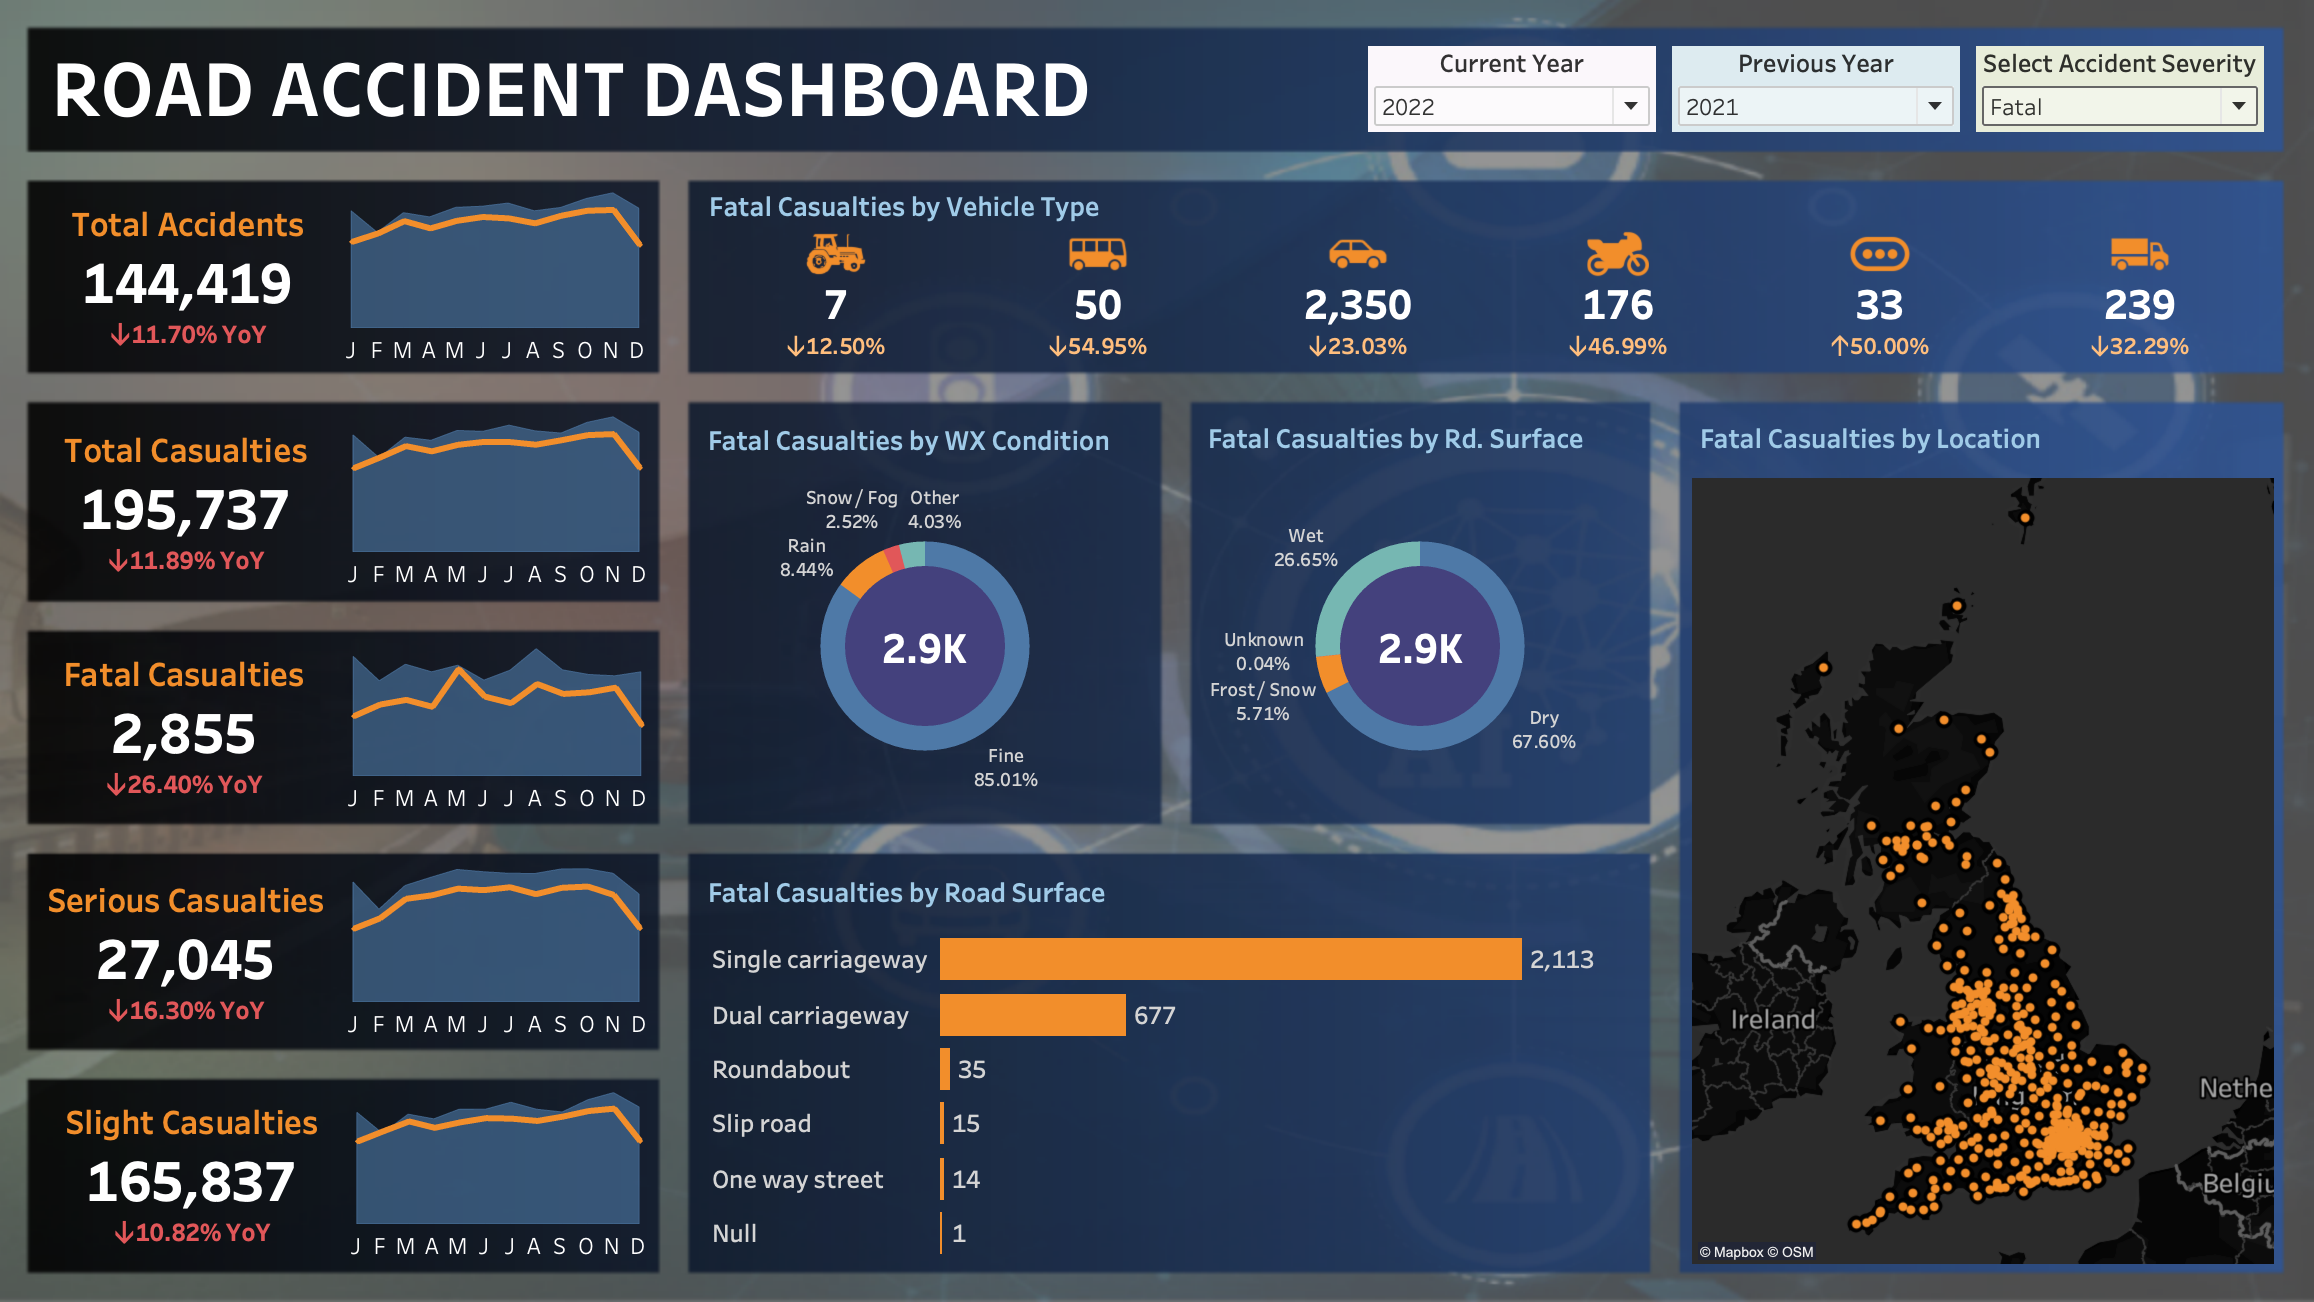 ROAD ACCIDENT DASHBOARD
Current Year
2022
Previous Year
2021
Select Accident Severity
Fatal
Total Accidents
144,419
↓11.70% YoY
J F M A M J J A S O N D
Fatal Casualties by Vehicle Type
7
50
2,350
176
33
239
↓12.50%
↓54.95%
↓23.03%
↓46.99%
↑50.00%
↓32.29%
Total Casualties
195,737
↓11.89% YoY
J F M A M J J A S O N D
Fatal Casualties
2,855
↓26.40% YoY
J F M A M J J A S O N D
Serious Casualties
27,045
↓16.30% YoY
J F M A M J J A S O N D
Slight Casualties
165,837
↓10.82% YoY
J F M A M J J A S O N D
Fatal Casualties by WX Condition
Snow / Fog
2.52%
Other
4.03%
Rain
8.44%
2.9K
Fine
85.01%
Fatal Casualties by Rd. Surface
Wet
26.65%
Unknown
0.04%
Frost / Snow
5.71%
2.9K
Dry
67.60%
Fatal Casualties by Road Surface
Single carriageway 2,113
Dual carriageway 677
Roundabout 35
Slip road 15
One way street 14
Null 1
Fatal Casualties by Location
Ireland
Nethe
Belgiu
© Mapbox © OSM